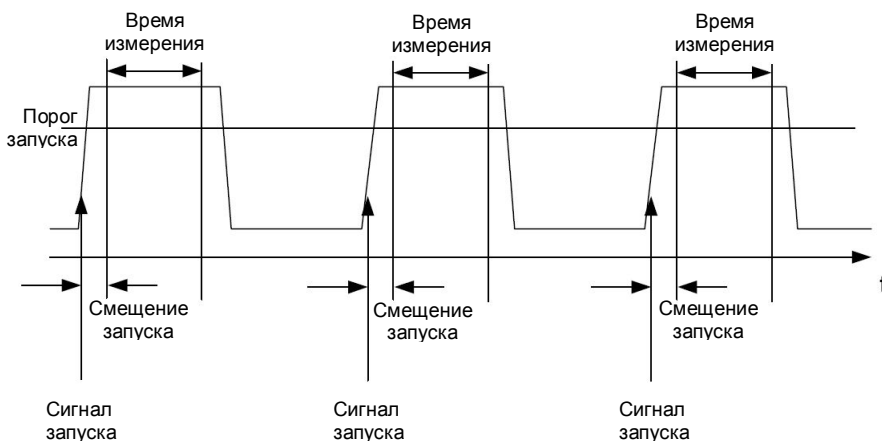 Время
измерения
Время
измерения
Время
измерения
Порог
запуска
Смещение
запуска
Смещение
запуска
Смещение
запуска
t
Сигнал
запуска
Сигнал
запуска
Сигнал
запуска